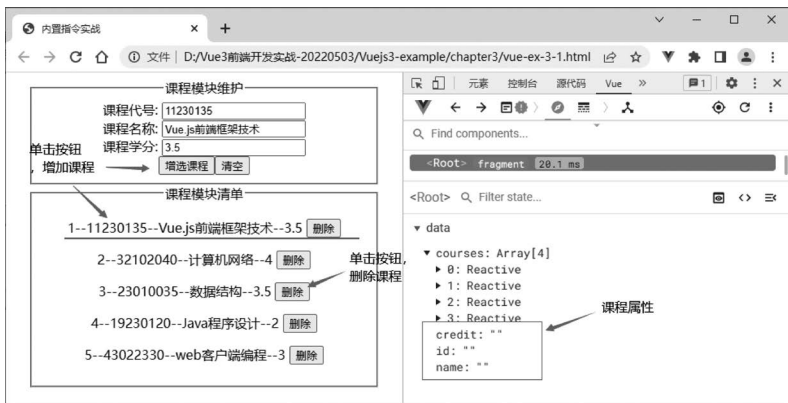 内置指令实战
文件 D:/Vue3前端开发实战-20220503/Vuejs3-example/chapter3/vue-ex-3-1.html
课程模块维护
课程代号: 11230135
课程名称: Vue.js前端框架技术
课程学分: 3.5
增选课程 清空
单击按钮
，增加课程
课程模块清单
1--11230135--Vue.js前端框架技术--3.5 删除
2--32102040--计算机网络--4 删除
3--23010035--数据结构--3.5 删除
4--19230120--Java程序设计--2 删除
5--43022330--web客户端编程--3 删除
单击按钮，
删除课程
元素 控制台 源代码 Vue » 1
Find components...
<Root> fragment 20.1 ms
<Root> Filter state...
data
courses: Array[4]
0: Reactive
1: Reactive
2: Reactive
3: Reactive
credit: ""
id: ""
name: ""
课程属性